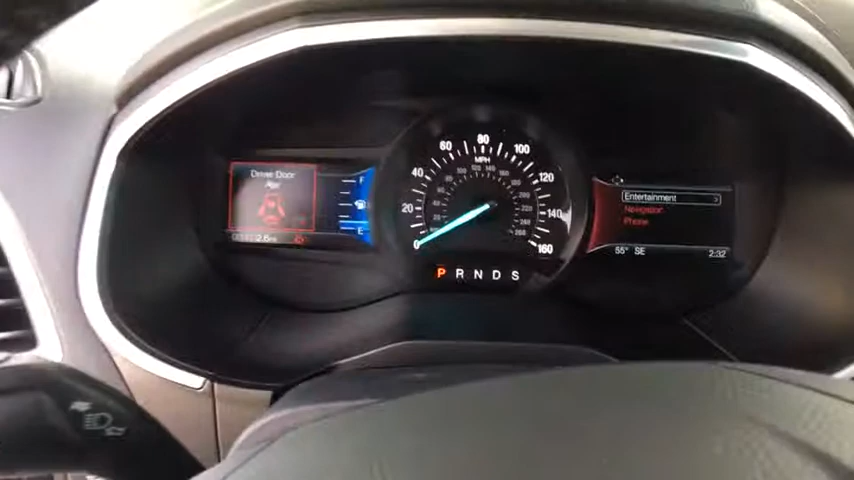 Driver Door
Ajar
F
E
0
20
40
60
80
100
120
140
160
MPH
P R N D S
Entertainment
Navigation
Phone
55° SE
2:32